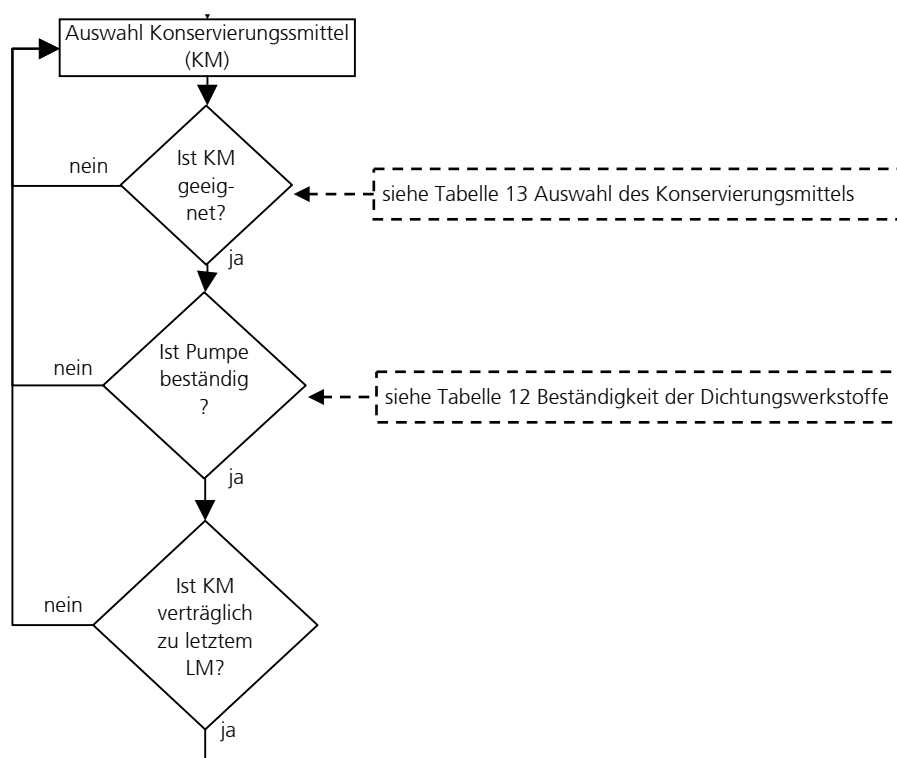 Auswahl Konservierungssmittel
(KM)
nein
Ist KM
geeig-
net?
siehe Tabelle 13 Auswahl des Konservierungsmittels
ja
nein
Ist Pumpe
beständig
?
siehe Tabelle 12 Beständigkeit der Dichtungswerkstoffe
ja
nein
Ist KM
verträglich
zu letztem
LM?
ja